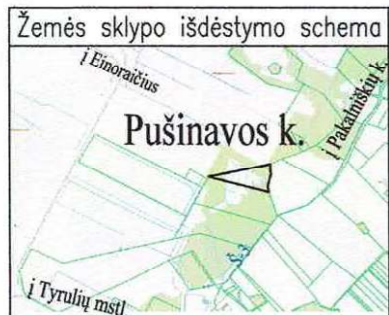 Žemės sklypo išdėstymo schema
į Einoraičius
Pušinavos k.
į Pakalniškių k.
į Tyrulių mstl